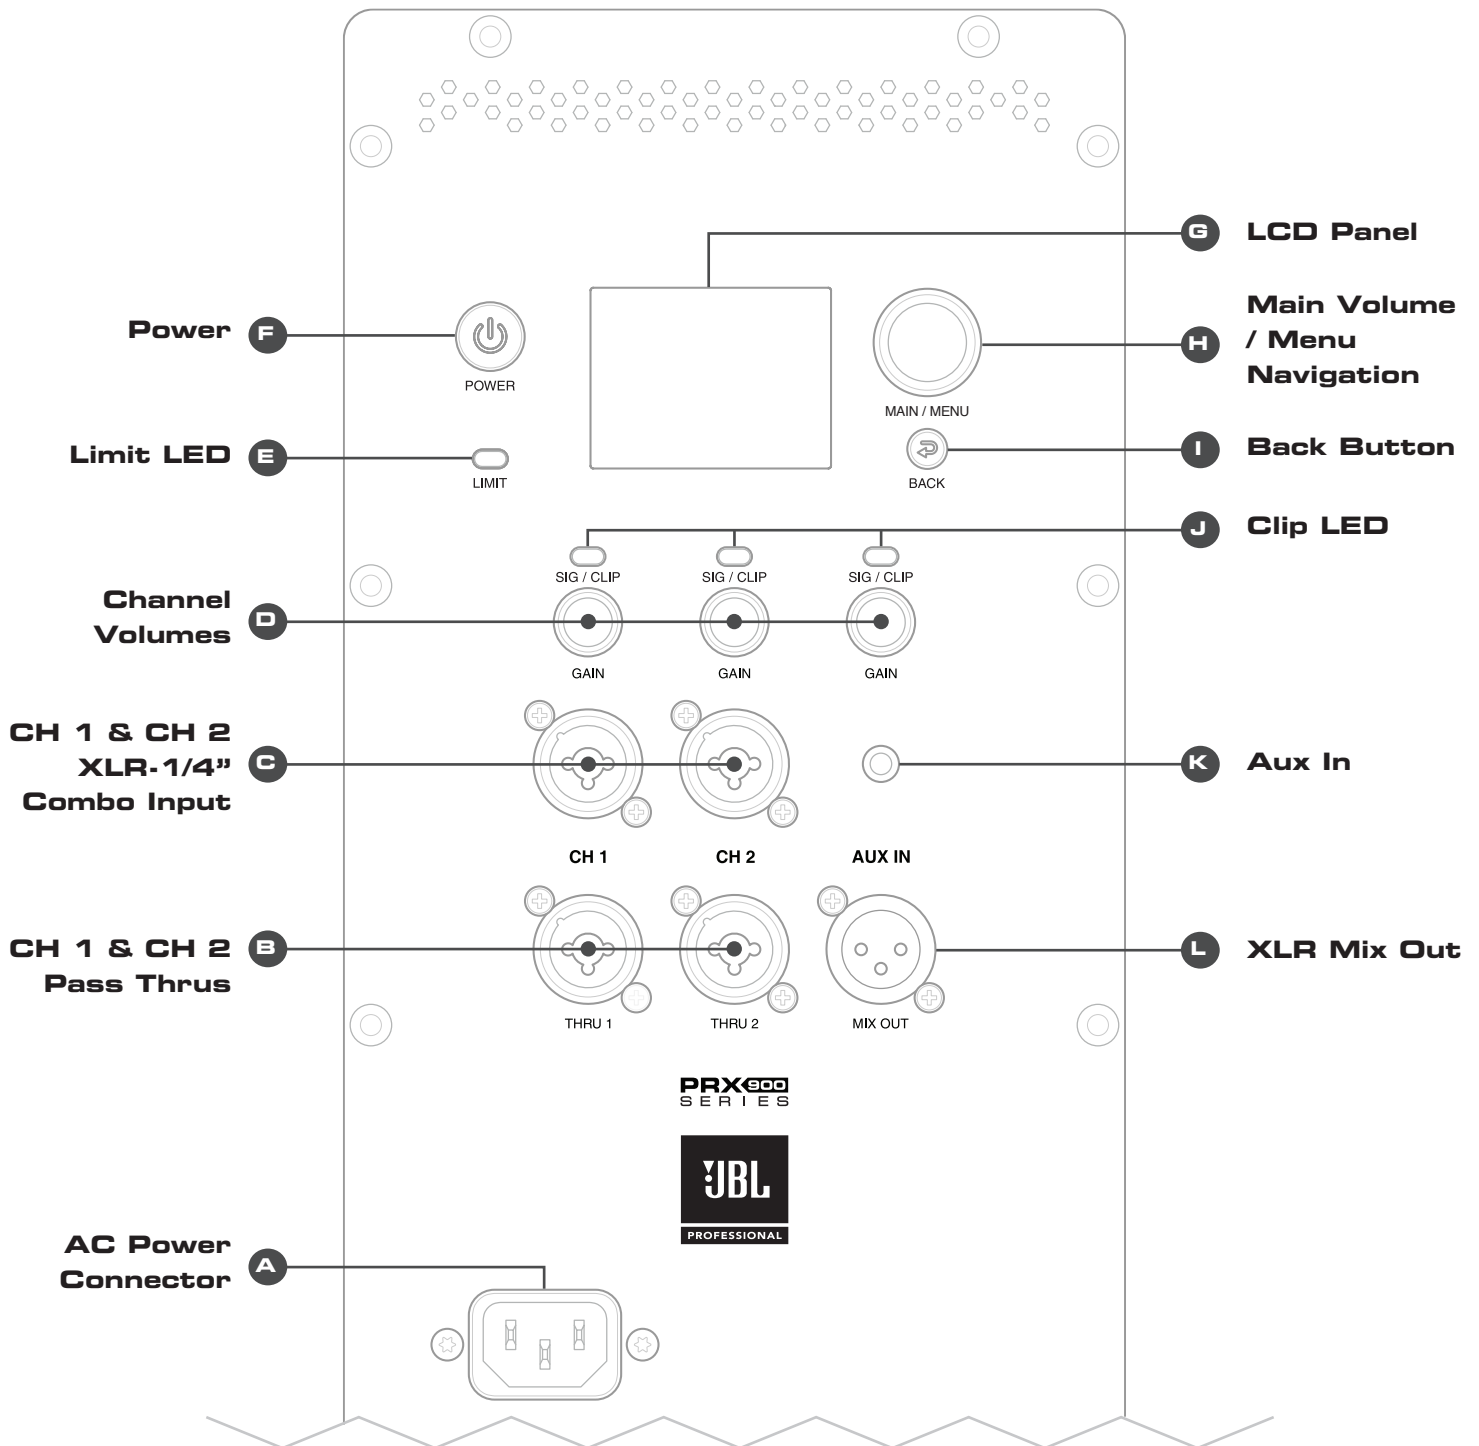 G LCD Panel
Main Volume
/ Menu
Navigation
H
Power F
POWER
MAIN / MENU
Limit LED E
LIMIT
I Back Button
BACK
J Clip LED
SIG / CLIP SIG / CLIP SIG / CLIP
Channel
Volumes
D
GAIN GAIN GAIN
CH 1 & CH 2
XLR-1/4”
Combo Input
C
K Aux In
CH 1 CH 2 AUX IN
CH 1 & CH 2
Pass Thrus
B
L XLR Mix Out
THRU 1 THRU 2 MIX OUT
PRX 900
SERIES
JBL
PROFESSIONAL
AC Power
Connector
A